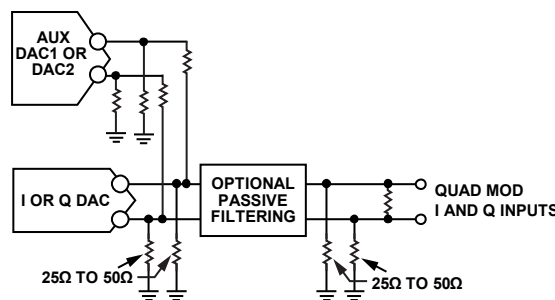 AUX
DAC1 OR
DAC2
I OR Q DAC
OPTIONAL
PASSIVE
FILTERING
QUAD MOD
I AND Q INPUTS
25Ω TO 50Ω
25Ω TO 50Ω